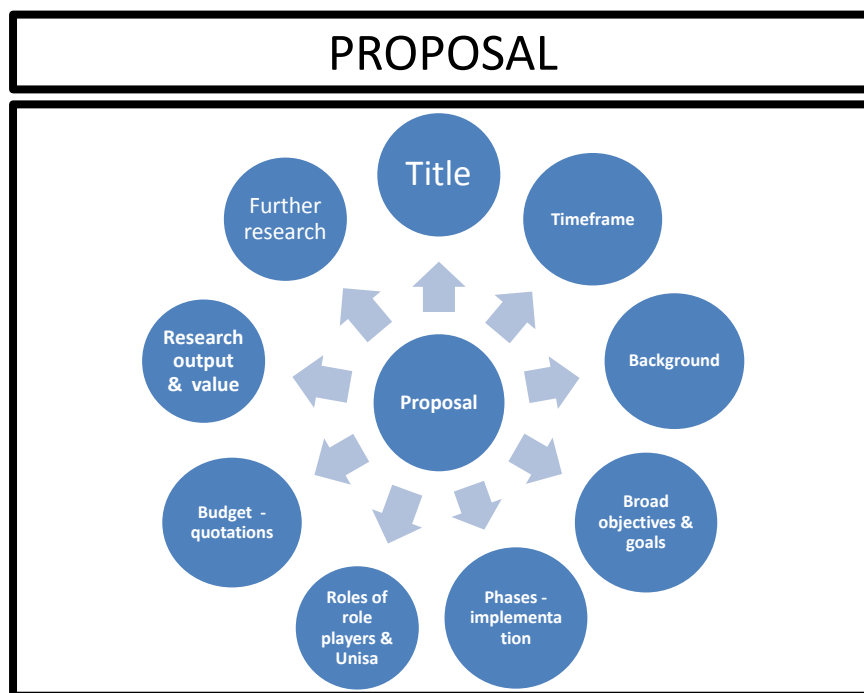 PROPOSAL
Title
Timeframe
Background
Broad
objectives &
goals
Phases -
implementa
tion
Roles of
role
players &
Unisa
Budget -
quotations
Research
output
& value
Further
research
Proposal